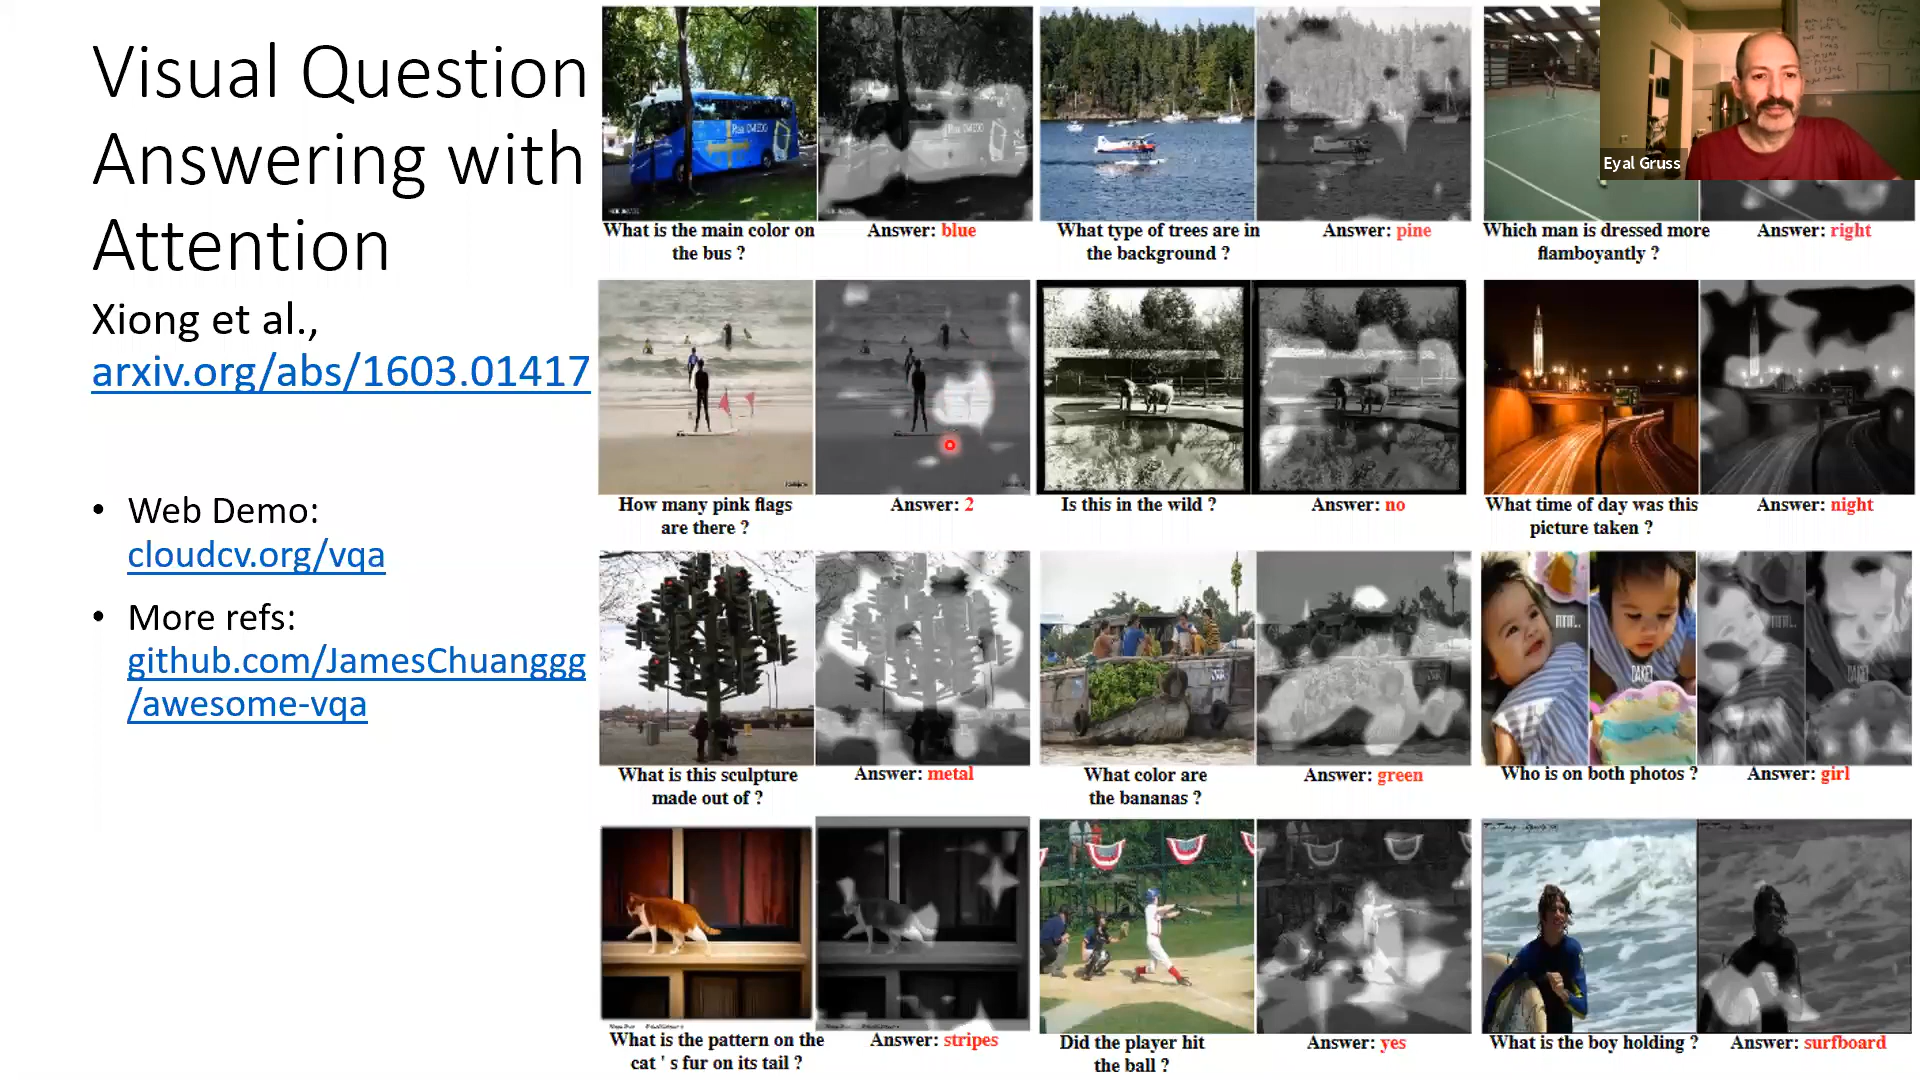 Visual Question
Answering with
Attention
Xiong et al.,
arxiv.org/abs/1603.01417
• Web Demo:
cloudcv.org/vqa
• More refs:
github.com/JamesChuanggg
/awesome-vqa
What is the main color on
the bus ?
Answer: blue
What type of trees are in
the background ?
Answer: pine
Eyal Gruss
Which man is dressed more
flamboyantly ?
Answer: right
How many pink flags
are there ?
Answer: 2
Is this in the wild ?
Answer: no
What time of day was this
picture taken ?
Answer: night
What is this sculpture
made out of ?
Answer: metal
What color are
the bananas ?
Answer: green
Who is on both photos ?
Answer: girl
What is the pattern on the
cat ' s fur on its tail ?
Answer: stripes
Did the player hit
the ball ?
Answer: yes
What is the boy holding ?
Answer: surfboard